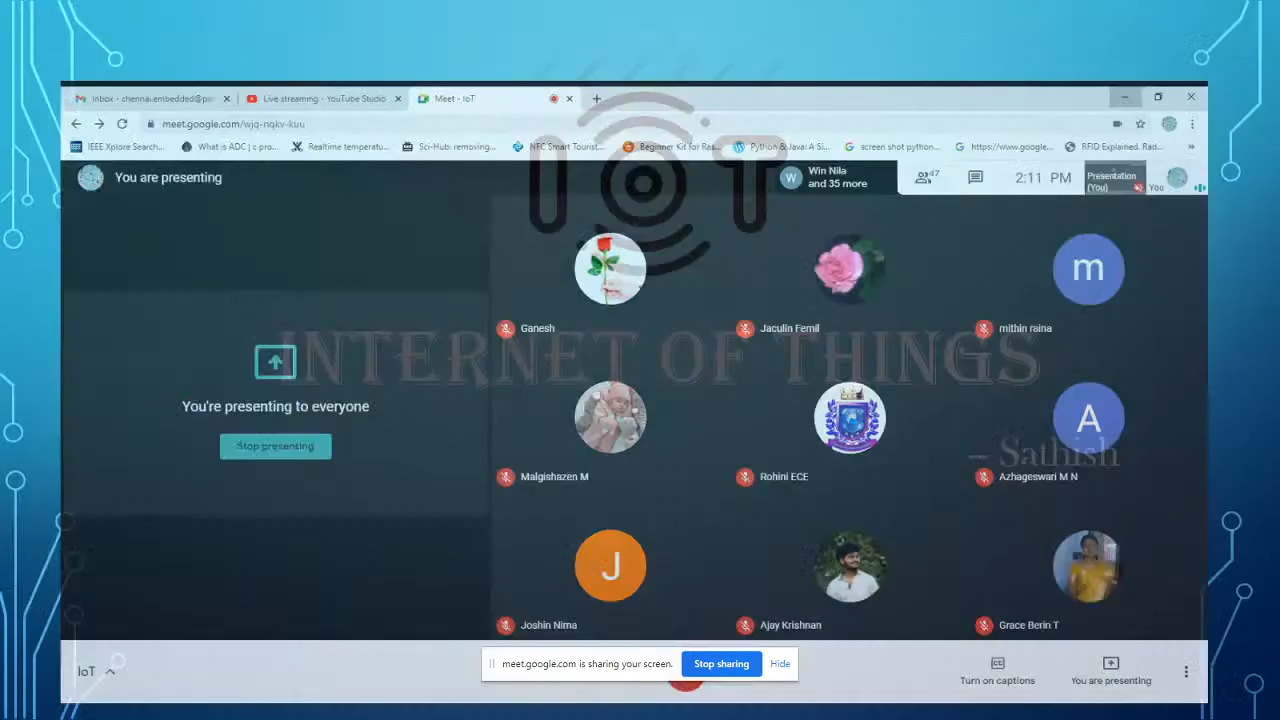 Inbox - chennai.embedded@pa
Live streaming - YouTube Studio
Meet - IoT
meet.google.com/wjq-nqkv-kuu
IEEE Xplore Search...
What is ADC | c pro...
Realtime temperatu...
Sci-Hub: removing...
NFC Smart Tourist...
Beginner Kit for Ras...
Python & Java: A Si...
screen shot python...
https://www.google...
RFID Explained. Rad...
»
You are presenting
W
Win Nila
and 35 more
47
2:11 PM
Presentation
(You)
You
IOT
m
Ganesh
Jaculin Femil
mithin raina
INTERNET OF THINGS
You're presenting to everyone
Stop presenting
A
– Sathish
Malgishazen M
Rohini ECE
Azhageswari M N
J
Joshin Nima
Ajay Krishnan
Grace Berin T
meet.google.com is sharing your screen.
Stop sharing
Hide
IoT
CC
Turn on captions
You are presenting